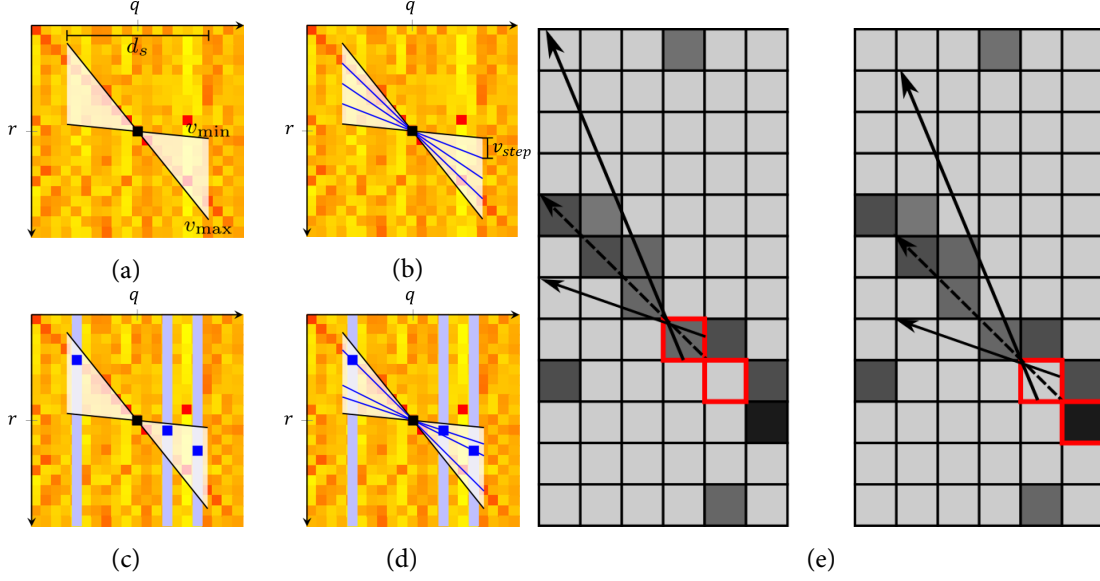 q
q
d_s
r
r
v_min
v_step
v_max
(a)
(b)
q
q
r
r
(c)
(d)
(e)